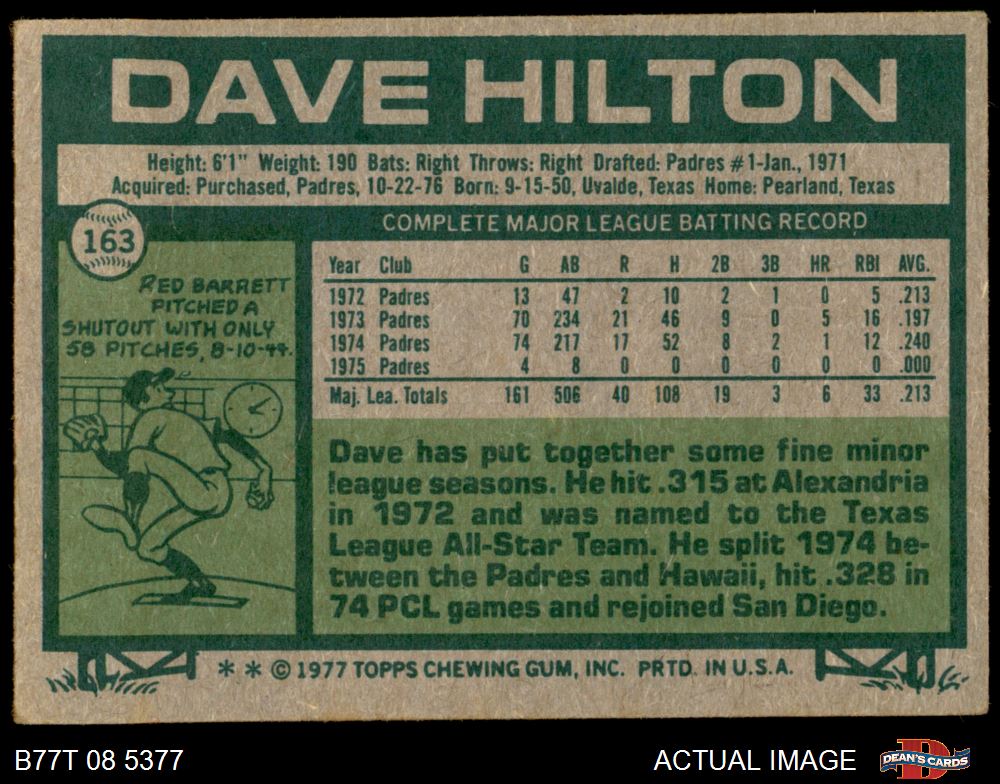 DAVE HILTON
Height: 6'1" Weight: 190 Bats: Right Throws: Right Drafted: Padres #1-Jan., 1971
Acquired: Purchased, Padres, 10-22-76 Born: 9-15-50, Uvalde, Texas Home: Pearland, Texas
163
RED BARRETT
PITCHED A
SHUTOUT WITH ONLY
58 PITCHES, 8-10-44.
COMPLETE MAJOR LEAGUE BATTING RECORD
Year Club G AB R H 2B 3B HR RBI AVG.
1972 Padres 13 47 2 10 2 1 0 5 .213
1973 Padres 70 234 21 46 9 0 5 16 .197
1974 Padres 74 217 17 52 8 2 1 12 .240
1975 Padres 4 8 0 0 0 0 0 0 .000
Maj. Lea. Totals 161 506 40 108 19 3 6 33 .213
Dave has put together some fine minor
league seasons. He hit .315 at Alexandria
in 1972 and was named to the Texas
League All-Star Team. He split 1974 be-
tween the Padres and Hawaii, hit .328 in
74 PCL games and rejoined San Diego.
* * © 1977 TOPPS CHEWING GUM, INC. PRTD. IN U.S.A.
B77T 08 5377
ACTUAL IMAGE
DEAN'S CARDS